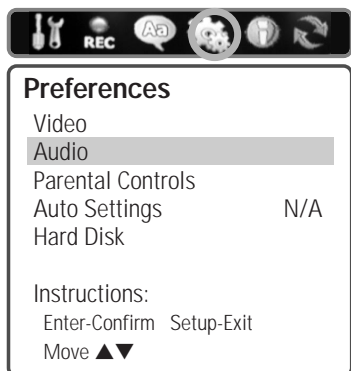 REC Aa i
Preferences
Video
Audio
Parental Controls
Auto Settings N/A
Hard Disk
Instructions:
Enter-Confirm Setup-Exit
Move ▲▼